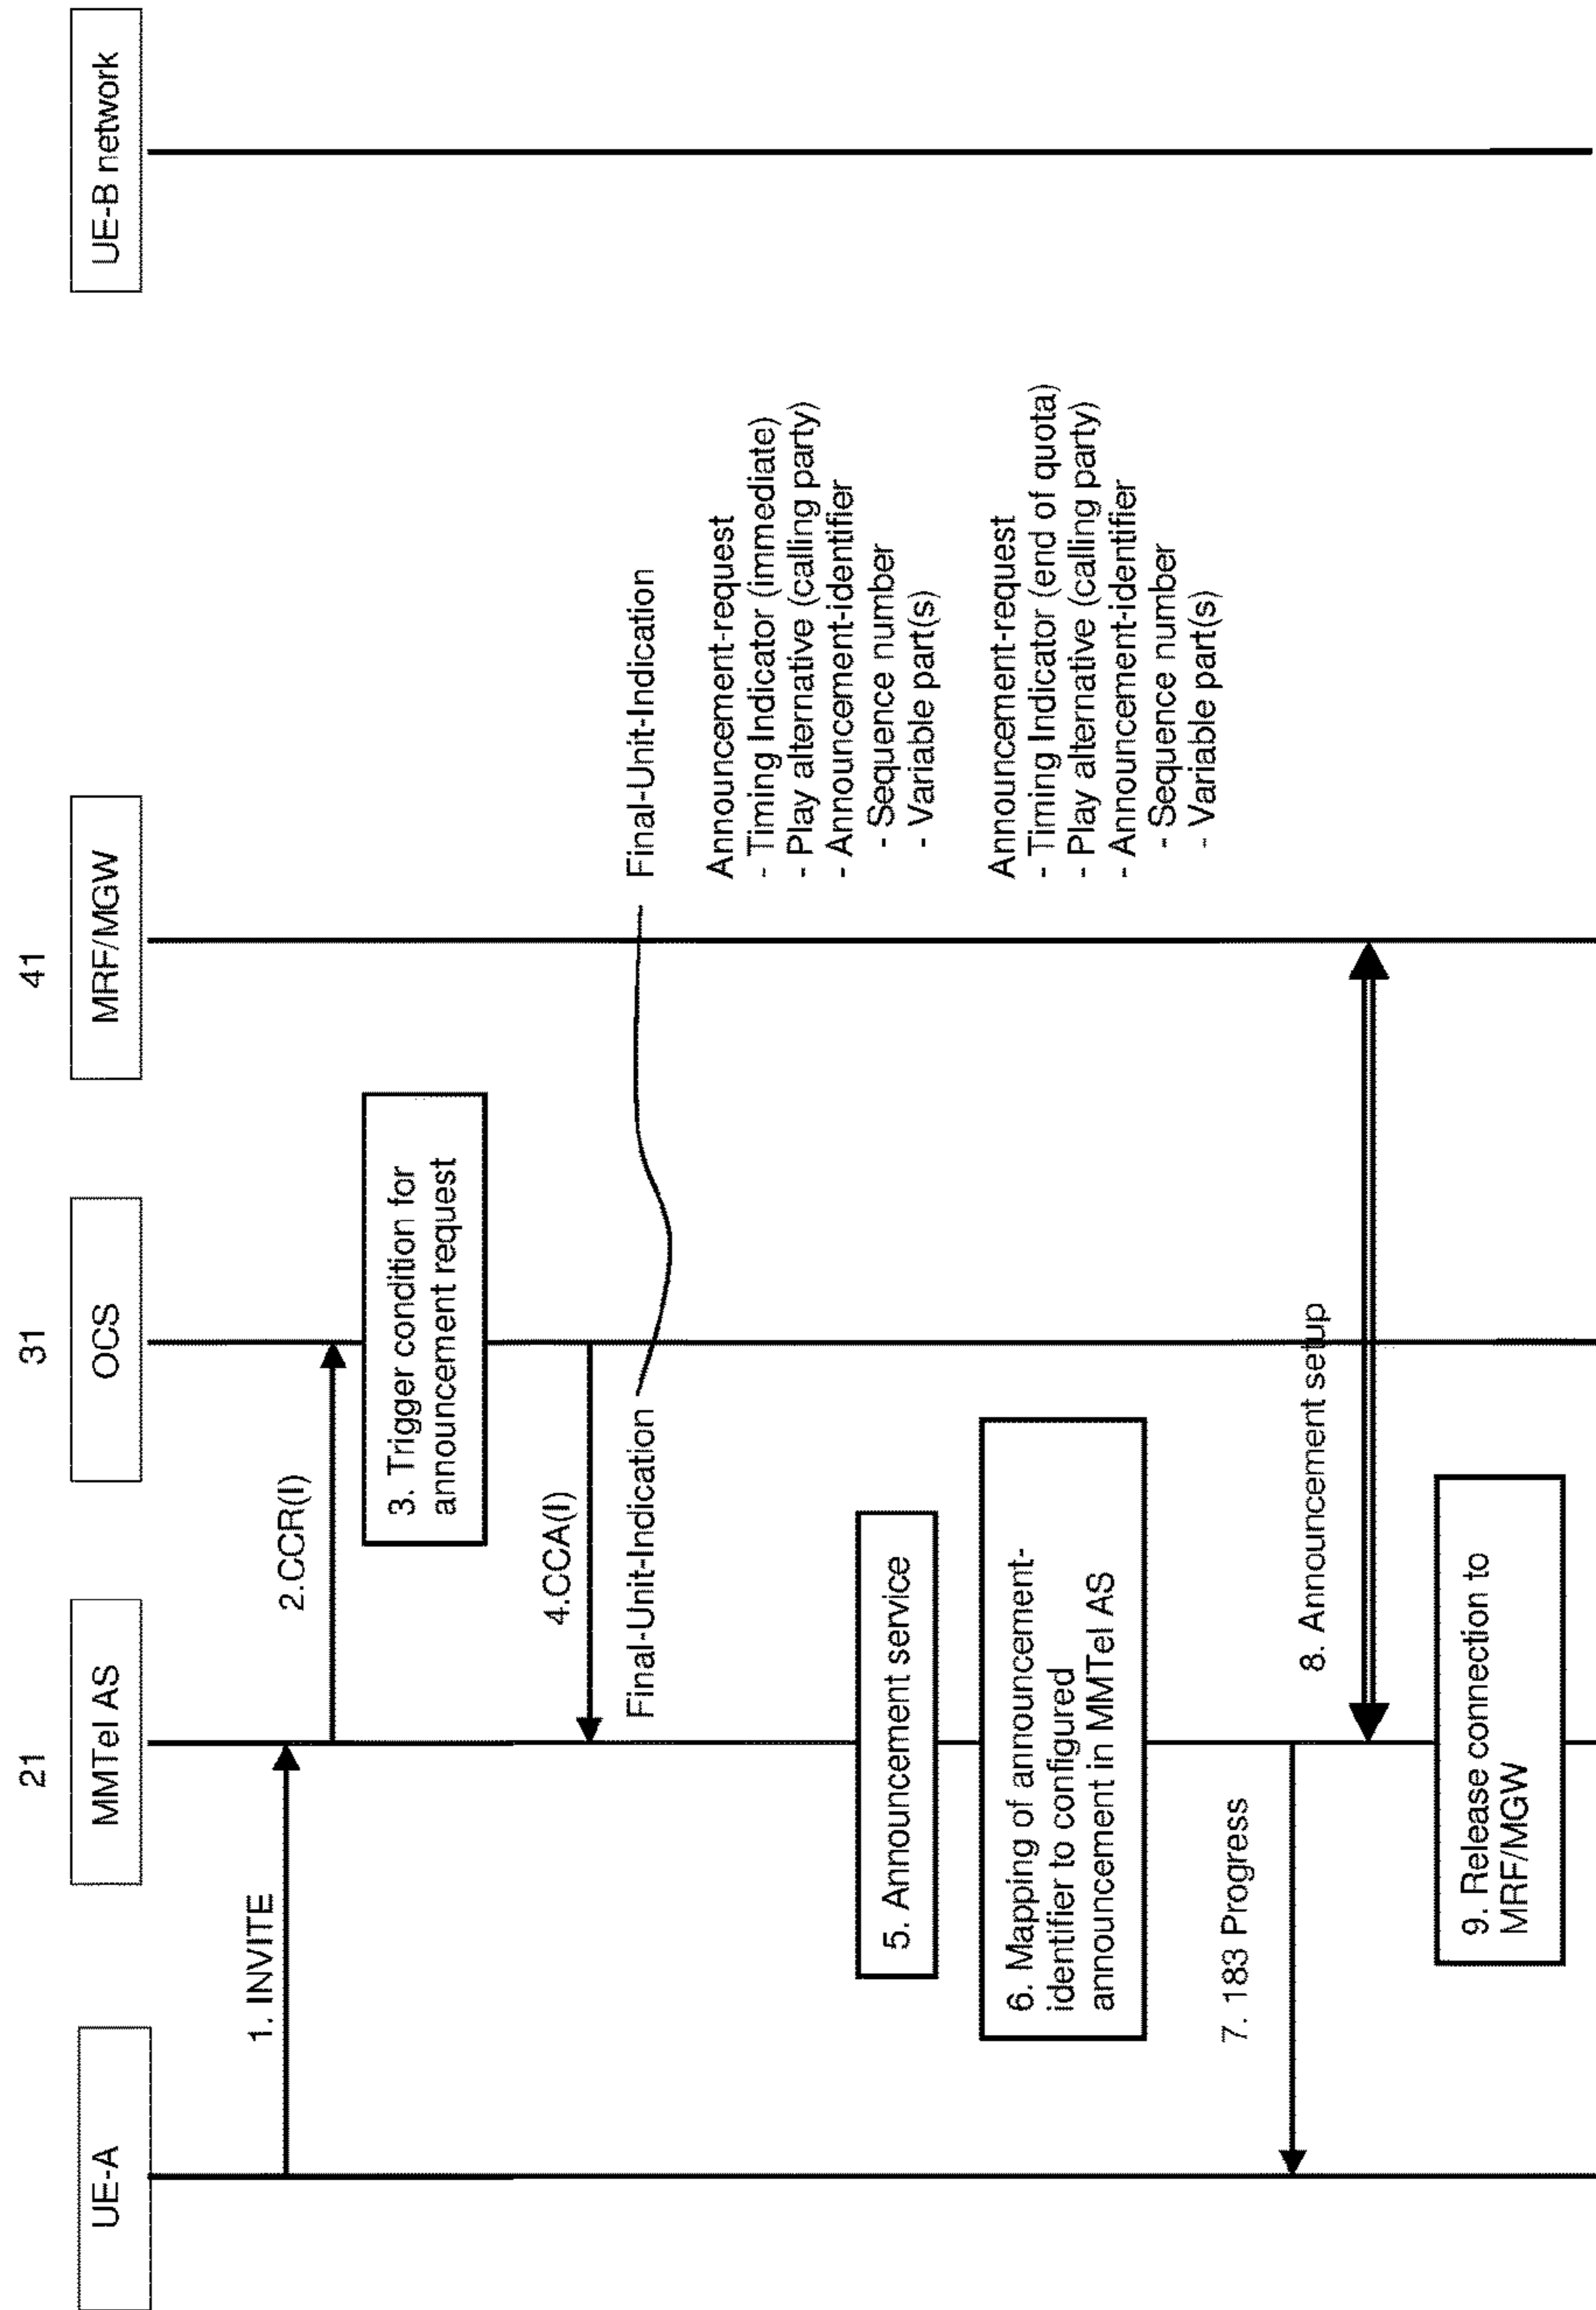 21
31
41
UE-A
MMTel AS
OCS
MRF/MGW
UE-B network
1. INVITE
2.CCR(I)
3. Trigger condition for
announcement request
4.CCA(I)
Final-Unit-Indication
Final-Unit-Indication
Announcement-request
- Timing Indicator (immediate)
- Play alternative (calling party)
- Announcement-identifier
- Sequence number
- Variable part(s)
Announcement-request
- Timing Indicator (end of quota)
- Play alternative (calling party)
- Announcement-identifier
- Sequence number
- Variable part(s)
5. Announcement service
6. Mapping of announcement-
identifier to configured
announcement in MMTel AS
7. 183 Progress
8. Announcement setup
9. Release connection to
MRF/MGW